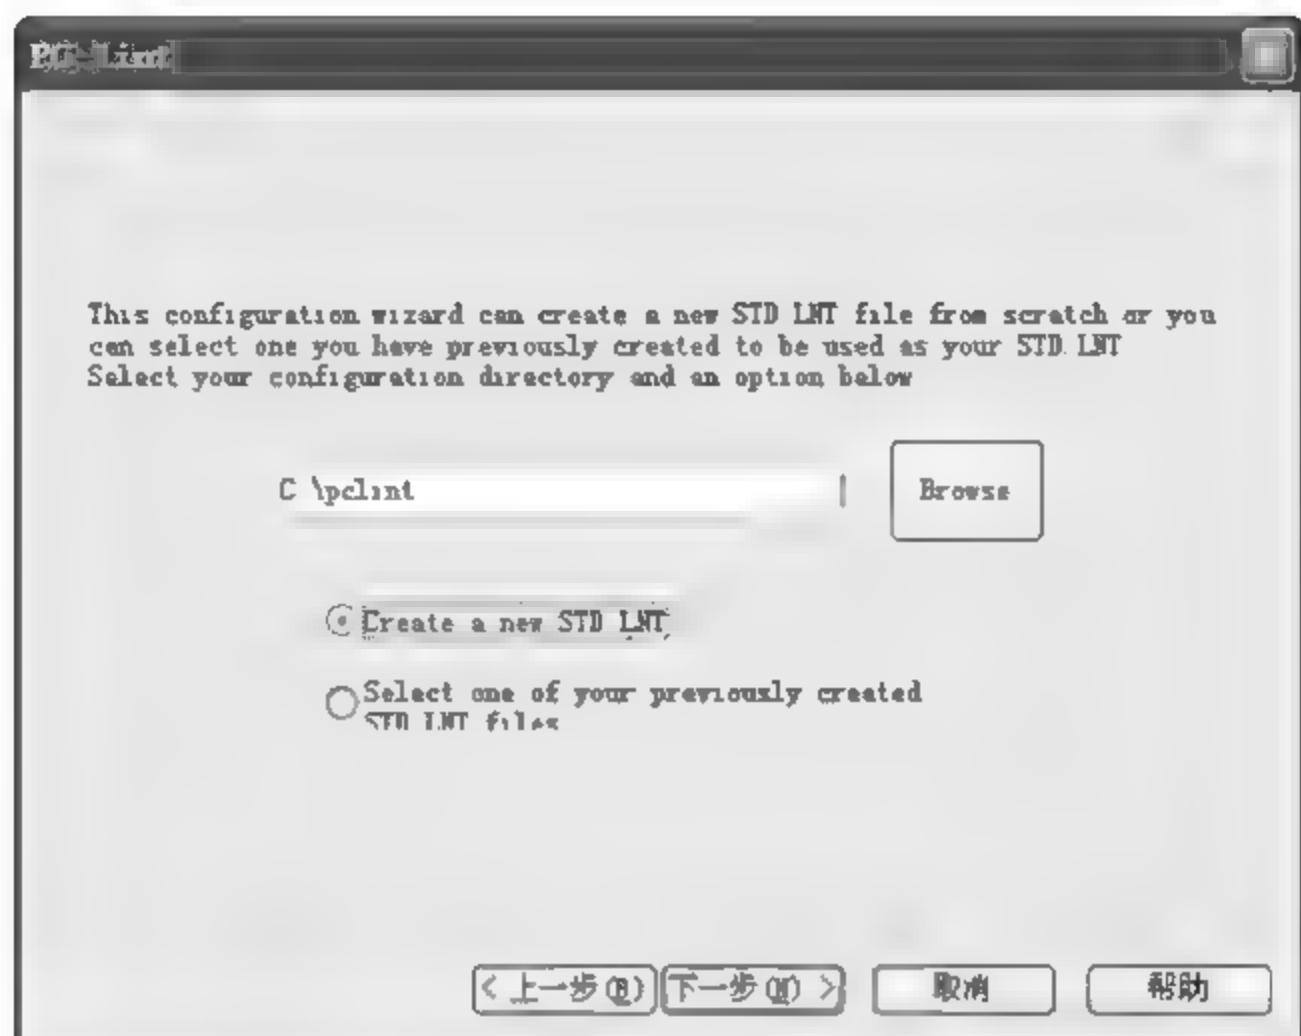 PC-Lint
This configuration wizard can create a new STD LNT file from scratch or you
can select one you have previously created to be used as your STD.LNT
Select your configuration directory and an option below
C \pclint
Browse
Create a new STD LNT
Select one of your previously created
STD LNT files
< 上一步(B)
下一步(N) >
取消
帮助